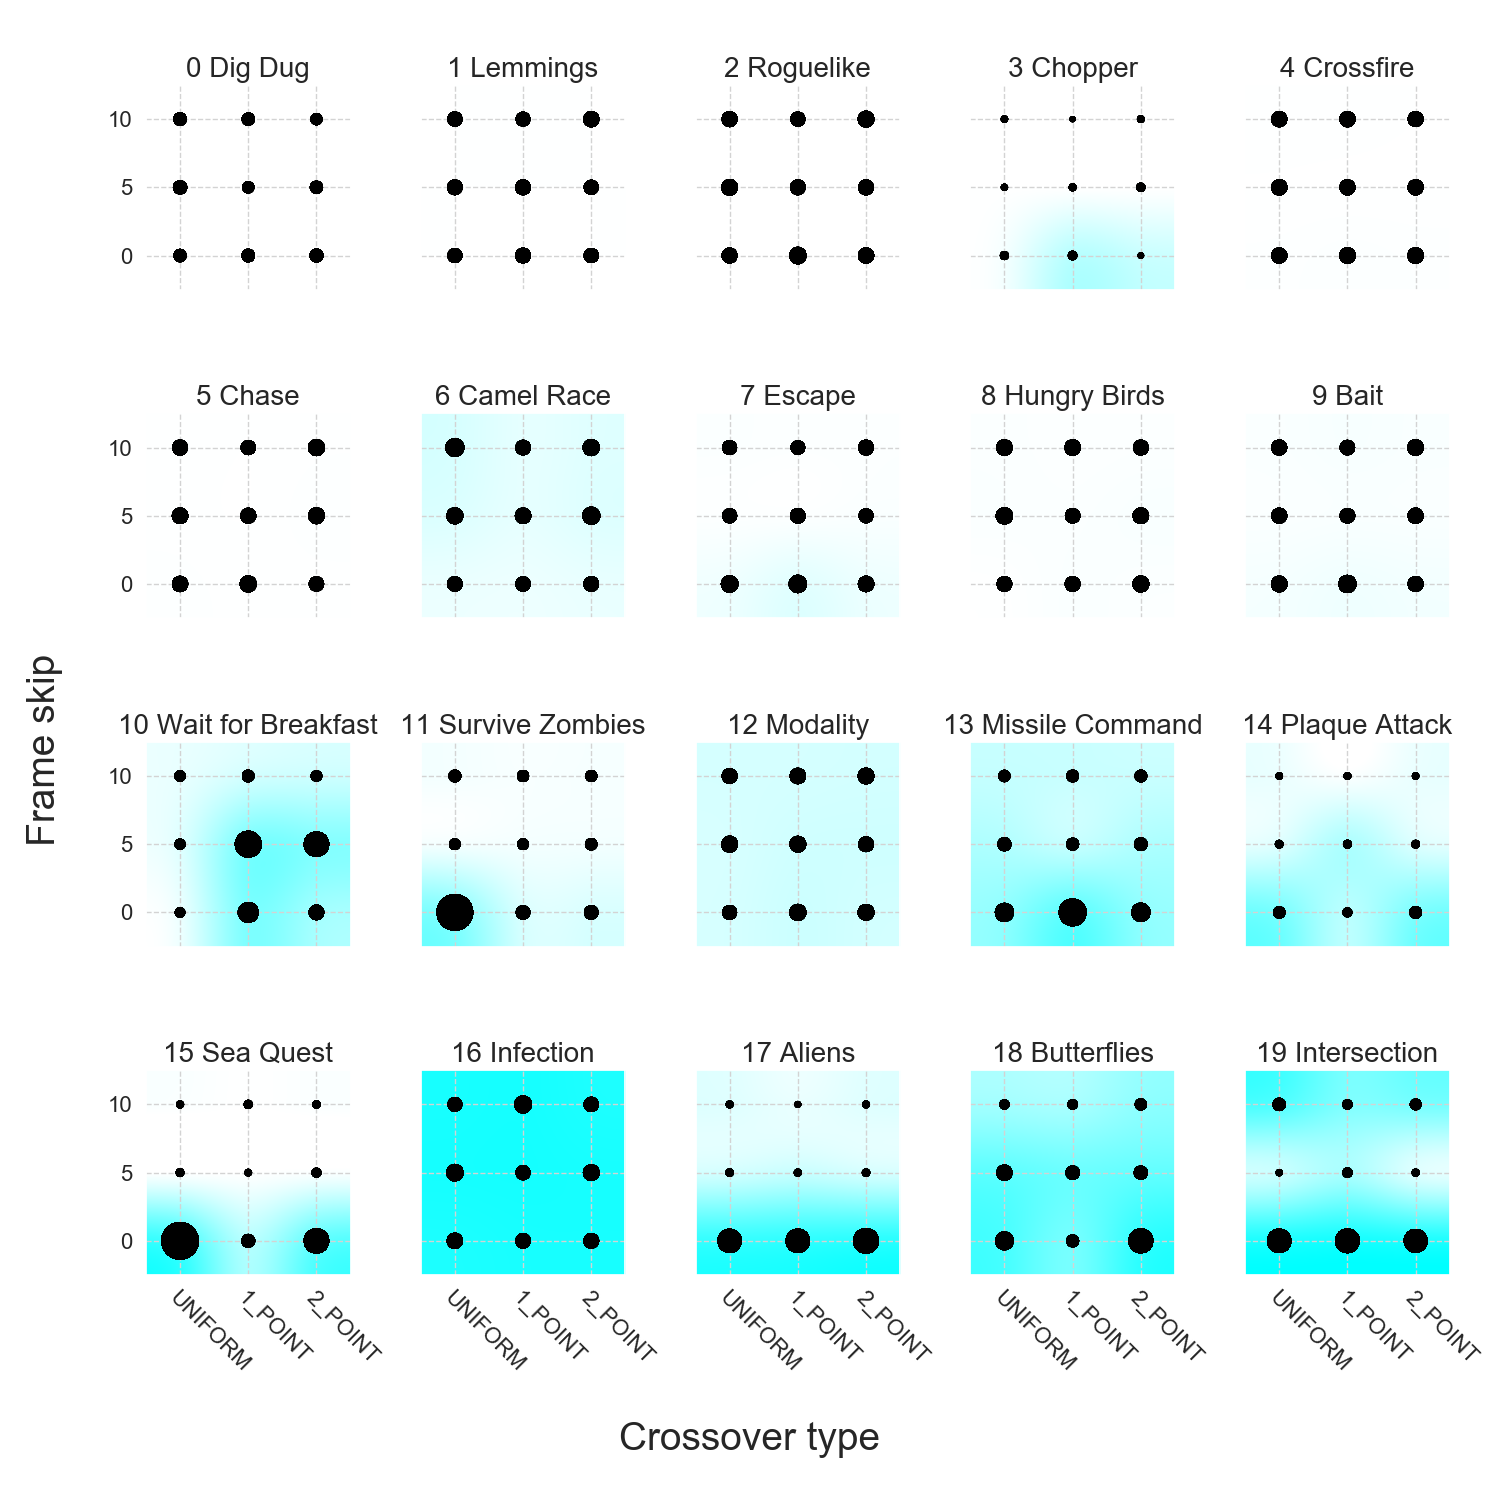 0 Dig Dug
1 Lemmings
2 Roguelike
3 Chopper
4 Crossfire
10
5
0
5 Chase
6 Camel Race
7 Escape
8 Hungry Birds
9 Bait
10
5
0
Frame skip
10 Wait for Breakfast
11 Survive Zombies
12 Modality
13 Missile Command
14 Plaque Attack
10
5
0
15 Sea Quest
16 Infection
17 Aliens
18 Butterflies
19 Intersection
10
5
0
UNIFORM
1_POINT
2_POINT
UNIFORM
1_POINT
2_POINT
UNIFORM
1_POINT
2_POINT
UNIFORM
1_POINT
2_POINT
UNIFORM
1_POINT
2_POINT
Crossover type